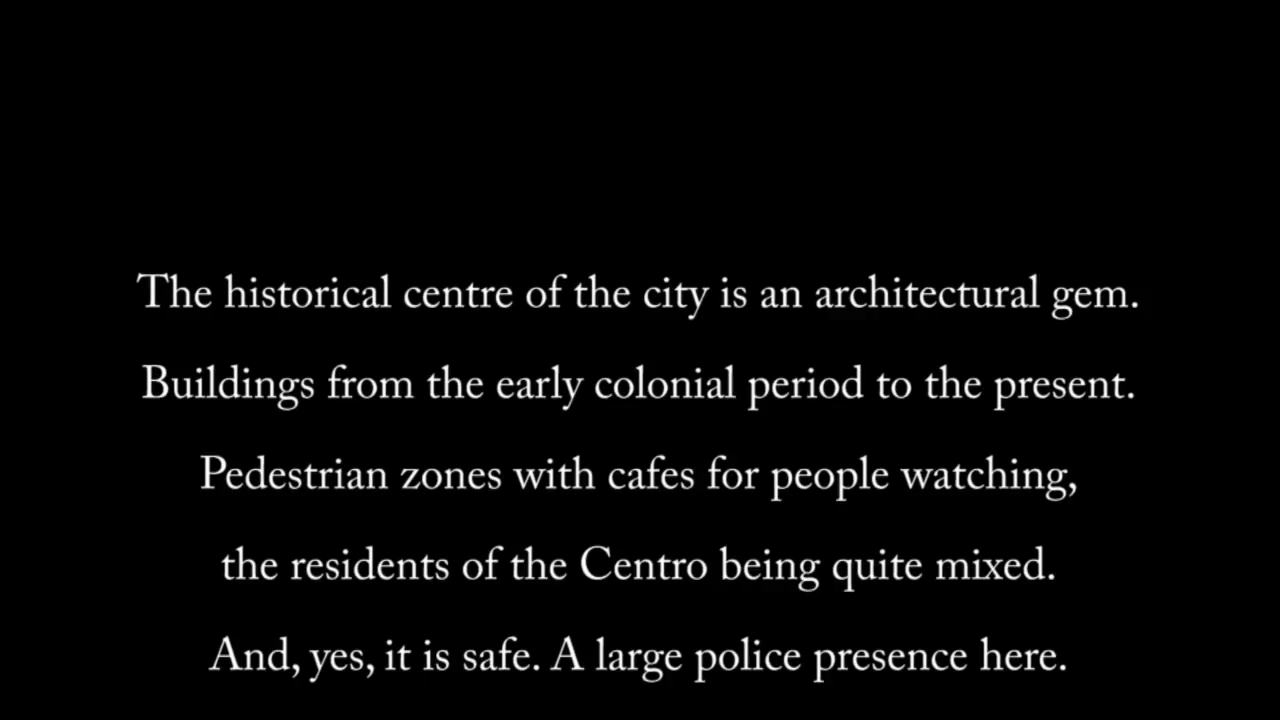 The historical centre of the city is an architectural gem.
Buildings from the early colonial period to the present.
Pedestrian zones with cafes for people watching,
the residents of the Centro being quite mixed.
And, yes, it is safe. A large police presence here.